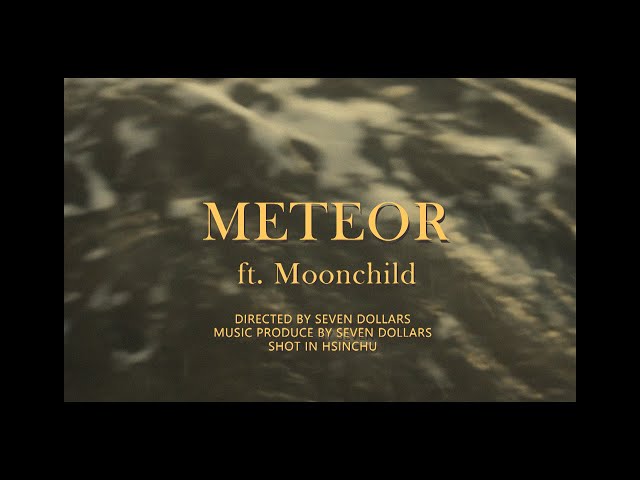 METEOR
ft. Moonchild
DIRECTED BY SEVEN DOLLARS
MUSIC PRODUCE BY SEVEN DOLLARS
SHOT IN HSINCHU